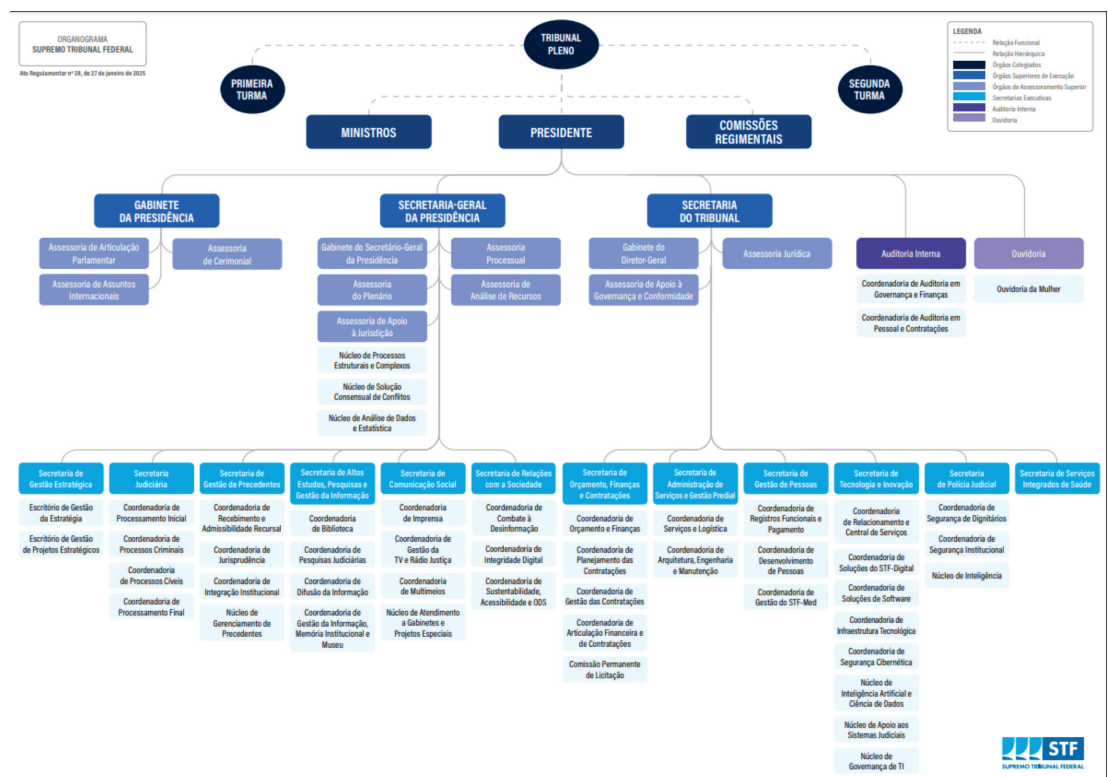 ORGANOGRAMA
SUPREMO TRIBUNAL FEDERAL
Ato Regulamentar nº 28, de 27 de janeiro de 2025
TRIBUNAL
PLENO
PRIMEIRA
TURMA
SEGUNDA
TURMA
LEGENDA
Relação Funcional
Relação Hierárquica
Órgãos Colegiados
Órgãos Superiores de Execução
Órgãos de Assessoramento Superior
Secretarias Executivas
Auditoria Interna
Ouvidoria
MINISTROS
PRESIDENTE
COMISSÕES
REGIMENTAIS
GABINETE
DA PRESIDÊNCIA
Assessoria de Articulação
Parlamentar
Assessoria
de Cerimonial
Assessoria de Assuntos
Internacionais
SECRETARIA-GERAL
DA PRESIDÊNCIA
Gabinete do Secretário-Geral
da Presidência
Assessoria
Processual
Assessoria
do Plenário
Assessoria de
Análise de Recursos
Assessoria de Apoio
à Jurisdição
Núcleo de Processos
Estruturais e Complexos
Núcleo de Solução
Consensual de Conflitos
Núcleo de Análise de Dados
e Estatística
SECRETARIA
DO TRIBUNAL
Gabinete do
Diretor-Geral
Assessoria Jurídica
Assessoria de Apoio à
Governança e Conformidade
Auditoria Interna
Coordenadoria de Auditoria em
Governança e Finanças
Coordenadoria de Auditoria em
Pessoal e Contratações
Ouvidoria
Ouvidoria da Mulher
Secretaria de
Gestão Estratégica
Escritório de Gestão
da Estratégia
Escritório de Gestão
de Projetos Estratégicos
Secretaria
Judiciária
Coordenadoria de
Processamento Inicial
Coordenadoria de
Processos Criminais
Coordenadoria
de Processos Cíveis
Coordenadoria de
Processamento Final
Secretaria de
Gestão de Precedentes
Coordenadoria de
Recebimento e
Admissibilidade Recursal
Coordenadoria de
Jurisprudência
Coordenadoria de
Integração Institucional
Núcleo de
Gerenciamento de
Precedentes
Secretaria de Altos
Estudos, Pesquisas e
Gestão da Informação
Coordenadoria
de Biblioteca
Coordenadoria de
Pesquisas Judiciárias
Coordenadoria de
Difusão da Informação
Coordenadoria de
Gestão da Informação,
Memória Institucional e
Museu
Secretaria de
Comunicação Social
Coordenadoria
de Imprensa
Coordenadoria de
Gestão da
TV e Rádio Justiça
Coordenadoria
de Multimeios
Núcleo de Atendimento
a Gabinetes e
Projetos Especiais
Secretaria de Relações
com a Sociedade
Coordenadoria de
Combate à
Desinformação
Coordenadoria de
Integridade Digital
Coordenadoria de
Sustentabilidade,
Acessibilidade e ODS
Secretaria de
Orçamento, Finanças
e Contratações
Coordenadoria de
Orçamento e Finanças
Coordenadoria de
Planejamento das
Contratações
Coordenadoria de
Gestão das Contratações
Coordenadoria de
Articulação Financeira e
de Contratações
Comissão Permanente
de Licitação
Secretaria de
Administração de
Serviços e Gestão Predial
Coordenadoria de
Serviços e Logística
Coordenadoria de
Arquitetura, Engenharia
e Manutenção
Secretaria de
Gestão de Pessoas
Coordenadoria de
Registros Funcionais e
Pagamento
Coordenadoria de
Desenvolvimento
de Pessoas
Coordenadoria de
Gestão do STF-Med
Secretaria de
Tecnologia e Inovação
Coordenadoria
de Relacionamento e
Central de Serviços
Coordenadoria de
Soluções do STF-Digital
Coordenadoria de
Soluções de Software
Coordenadoria de
Infraestrutura Tecnológica
Coordenadoria de
Segurança Cibernética
Núcleo de
Inteligência Artificial e
Ciência de Dados
Núcleo de Apoio aos
Sistemas Judiciais
Núcleo de
Governança de TI
Secretaria
de Polícia Judicial
Coordenadoria de
Segurança de Dignitários
Coordenadoria de
Segurança Institucional
Núcleo de Inteligência
Secretaria de Serviços
Integrados de Saúde
STF
SUPREMO TRIBUNAL FEDERAL